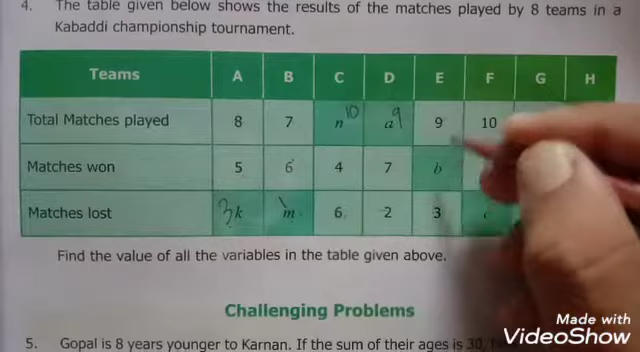 4. The table given below shows the results of the matches played by 8 teams in a
Kabaddi championship tournament.
Teams A B C D E F G H
Total Matches played 8 7 n 10 a 9 9 10
Matches won 5 6 4 7 b
Matches lost 3 k m 6 2 3
Find the value of all the variables in the table given above.
Challenging Problems
5. Gopal is 8 years younger to Karnan. If the sum of their ages is 30,
Made with
VideoShow